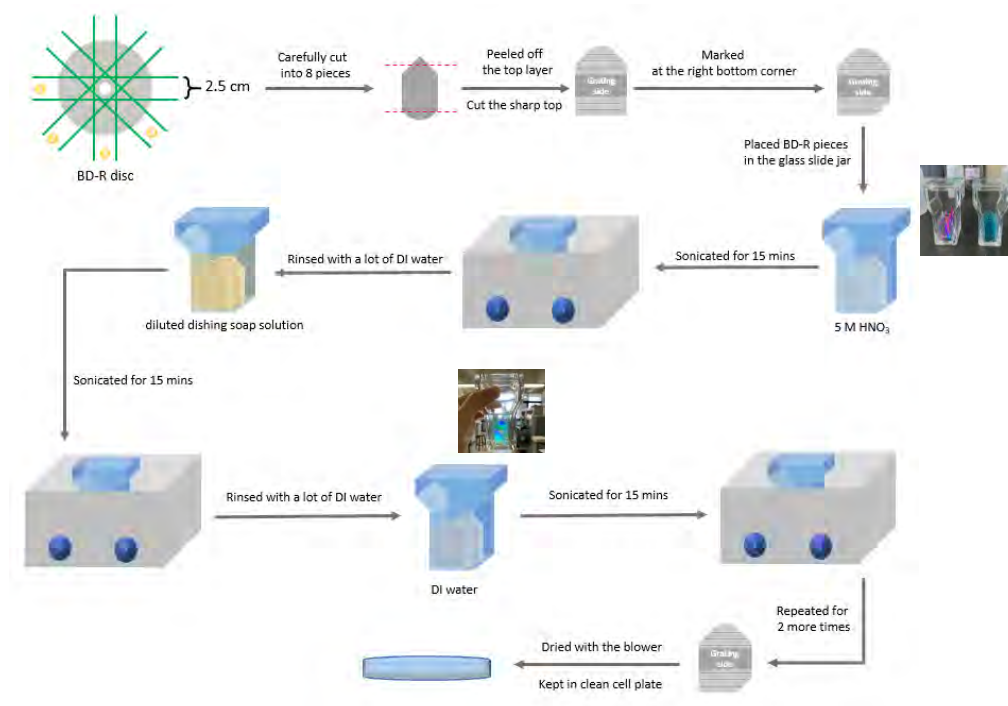 2.5 cm
BD-R disc
Carefully cut
into 8 pieces
Peeled off
the top layer
Cut the sharp top
Grating
side
Marked
at the right bottom corner
Grating
side
Placed BD-R pieces
in the glass slide jar
5 M HNO₃
Sonicated for 15 mins
Rinsed with a lot of DI water
diluted dishing soap solution
Sonicated for 15 mins
Rinsed with a lot of DI water
DI water
Sonicated for 15 mins
Repeated for
2 more times
Grating
side
Dried with the blower
Kept in clean cell plate